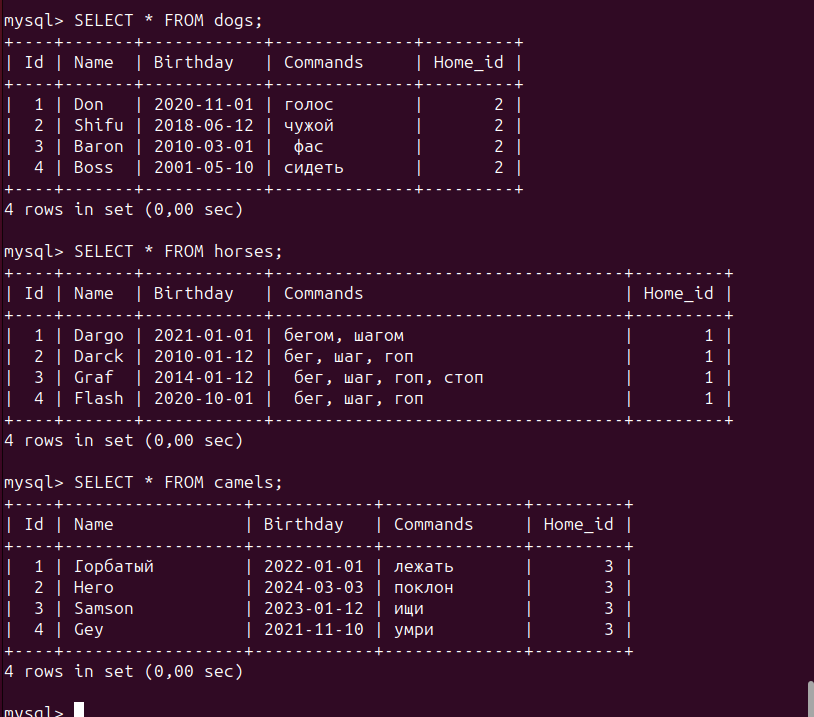 mysql> SELECT * FROM dogs;
+----+-------+------------+--------------+---------+
| Id | Name  | Birthday   | Commands     | Home_id |
+----+-------+------------+--------------+---------+
|  1 | Don   | 2020-11-01 | голос        |       2 |
|  2 | Shifu | 2018-06-12 | чужой        |       2 |
|  3 | Baron | 2010-03-01 |  фас         |       2 |
|  4 | Boss  | 2001-05-10 | сидеть       |       2 |
+----+-------+------------+--------------+---------+
4 rows in set (0,00 sec)
mysql> SELECT * FROM horses;
+----+-------+------------+-----------------------------------+---------+
| Id | Name  | Birthday   | Commands                          | Home_id |
+----+-------+------------+-----------------------------------+---------+
|  1 | Dargo | 2021-01-01 | бегом, шагом                      |       1 |
|  2 | Darck | 2010-01-12 | бег, шаг, гоп                     |       1 |
|  3 | Graf  | 2014-01-12 |  бег, шаг, гоп, стоп              |       1 |
|  4 | Flash | 2020-10-01 |  бег, шаг, гоп                    |       1 |
+----+-------+------------+-----------------------------------+---------+
4 rows in set (0,00 sec)
mysql> SELECT * FROM camels;
+----+------------------+------------+--------------+---------+
| Id | Name             | Birthday   | Commands     | Home_id |
+----+------------------+------------+--------------+---------+
|  1 | Горбатый         | 2022-01-01 | лежать       |       3 |
|  2 | Hero             | 2024-03-03 | поклон       |       3 |
|  3 | Samson           | 2023-01-12 | ищи          |       3 |
|  4 | Gey              | 2021-11-10 | умри         |       3 |
+----+------------------+------------+--------------+---------+
4 rows in set (0,00 sec)
mysql>